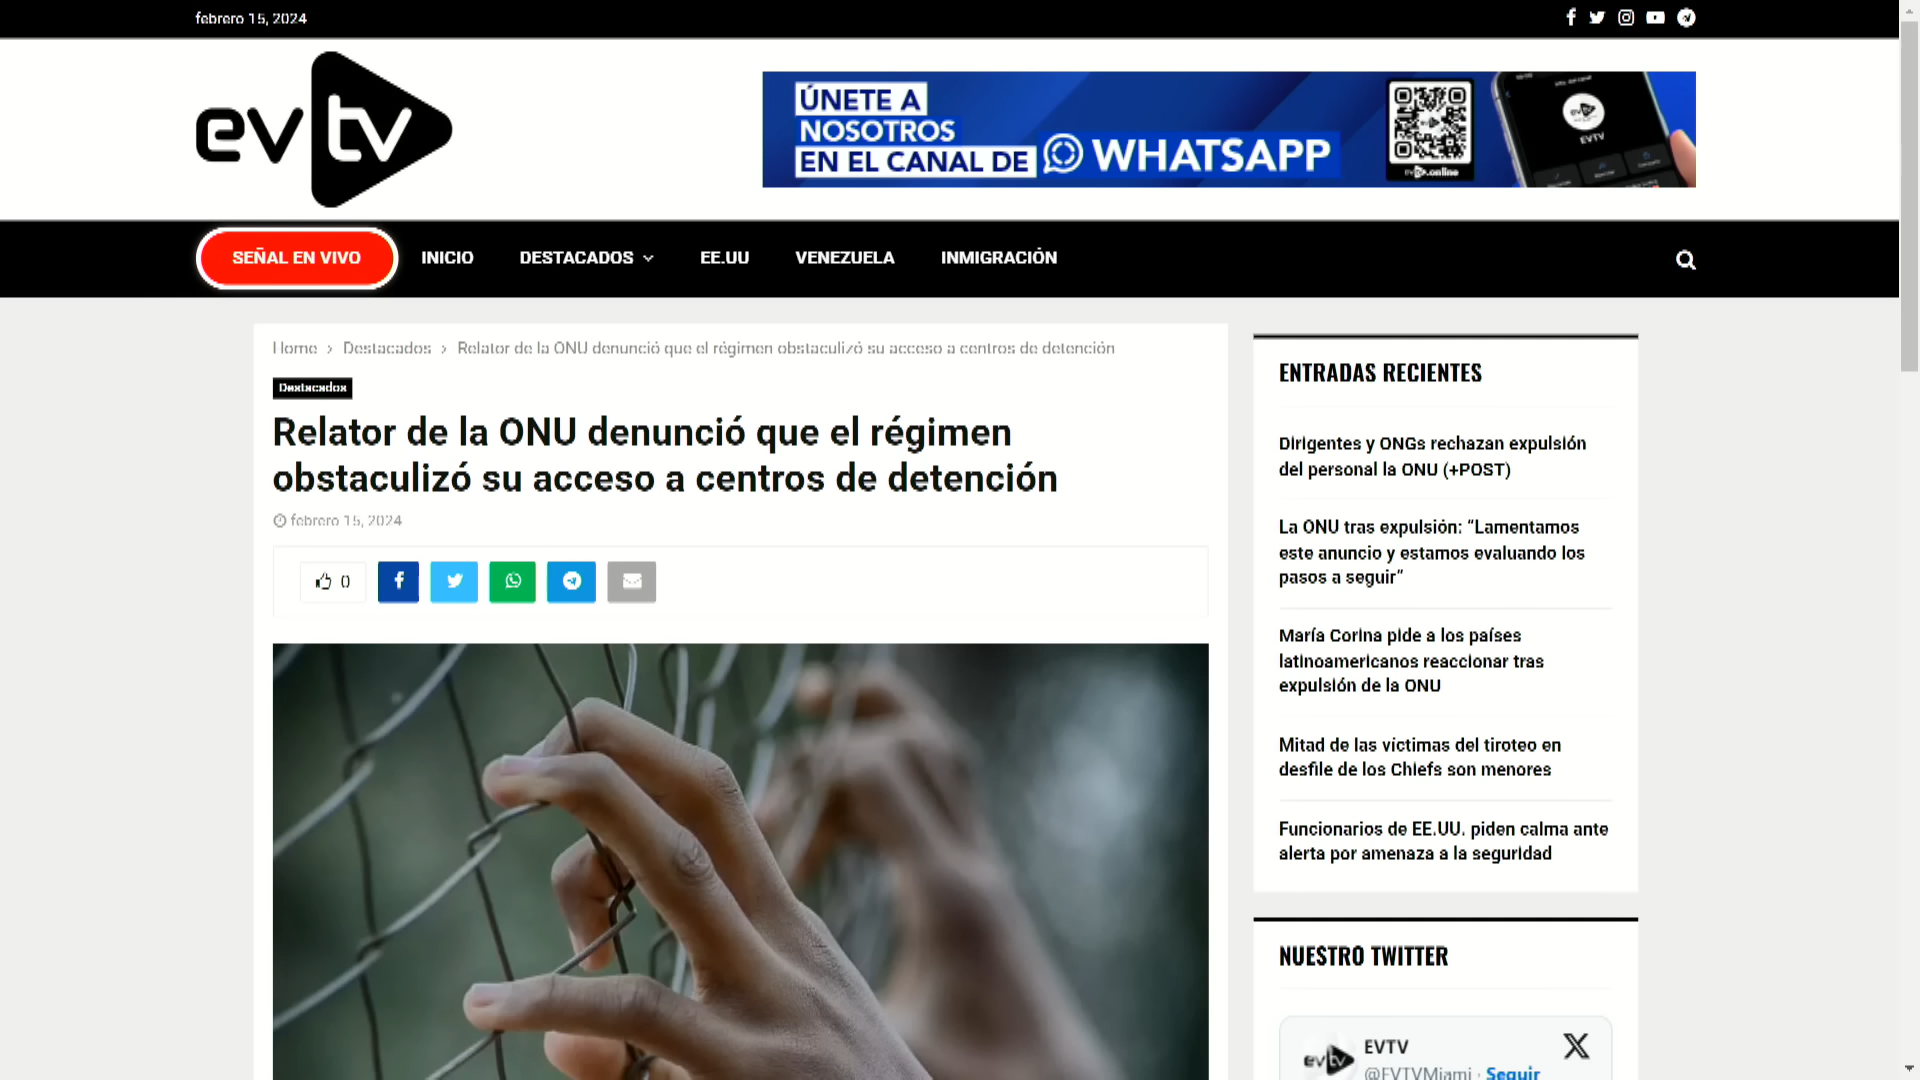 febrero 15, 2024
evtv
ÚNETE A
NOSOTROS
EN EL CANAL DE WHATSAPP
evtv.online
EVTV
SEÑAL EN VIVO INICIO DESTACADOS EE.UU VENEZUELA INMIGRACIÓN
Home > Destacados > Relator de la ONU denunció que el régimen obstaculizó su acceso a centros de detención
Destacados
Relator de la ONU denunció que el régimen
obstaculizó su acceso a centros de detención
febrero 15, 2024
0
ENTRADAS RECIENTES
Dirigentes y ONGs rechazan expulsión
del personal la ONU (+POST)
La ONU tras expulsión: “Lamentamos
este anuncio y estamos evaluando los
pasos a seguir”
María Corina pide a los países
latinoamericanos reaccionar tras
expulsión de la ONU
Mitad de las víctimas del tiroteo en
desfile de los Chiefs son menores
Funcionarios de EE.UU. piden calma ante
alerta por amenaza a la seguridad
NUESTRO TWITTER
evtv
EVTV
@EVTVMiami · Seguir